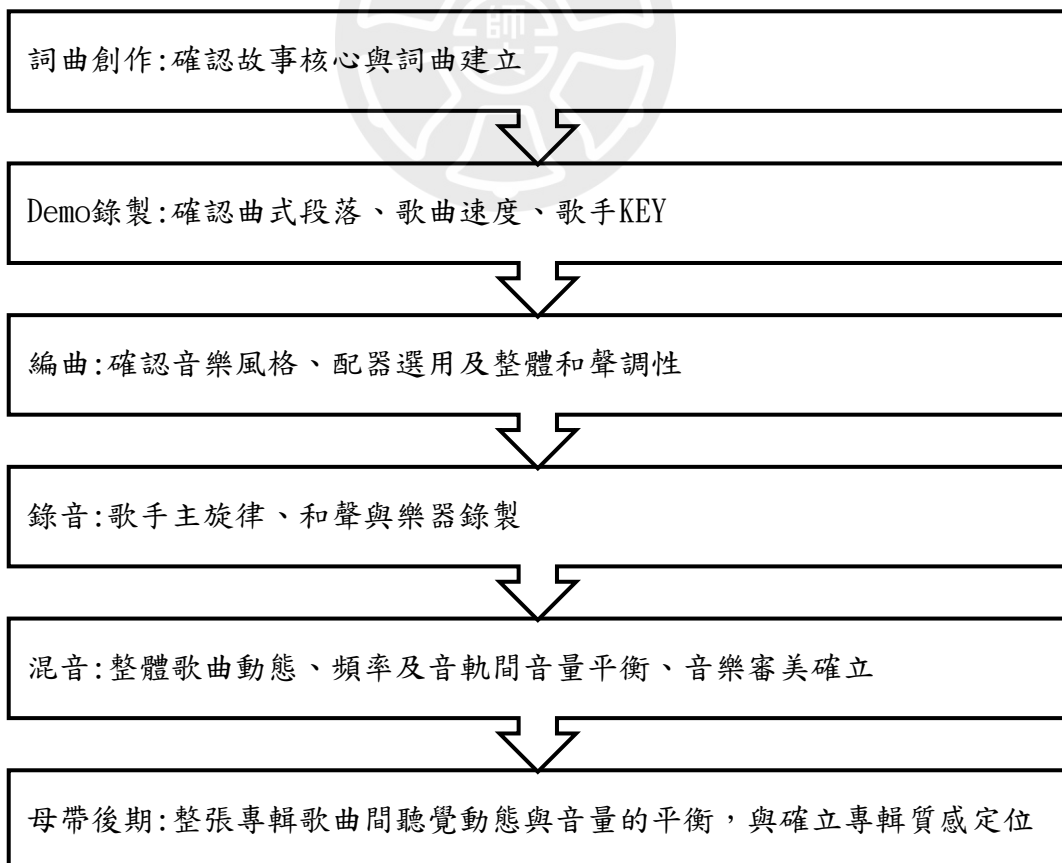 詞曲創作:確認故事核心與詞曲建立
Demo錄製:確認曲式段落、歌曲速度、歌手KEY
編曲:確認音樂風格、配器選用及整體和聲調性
錄音:歌手主旋律、和聲與樂器錄製
混音:整體歌曲動態、頻率及音軌間音量平衡、音樂審美確立
母帶後期:整張專輯歌曲間聽覺動態與音量的平衡，與確立專輯質感定位